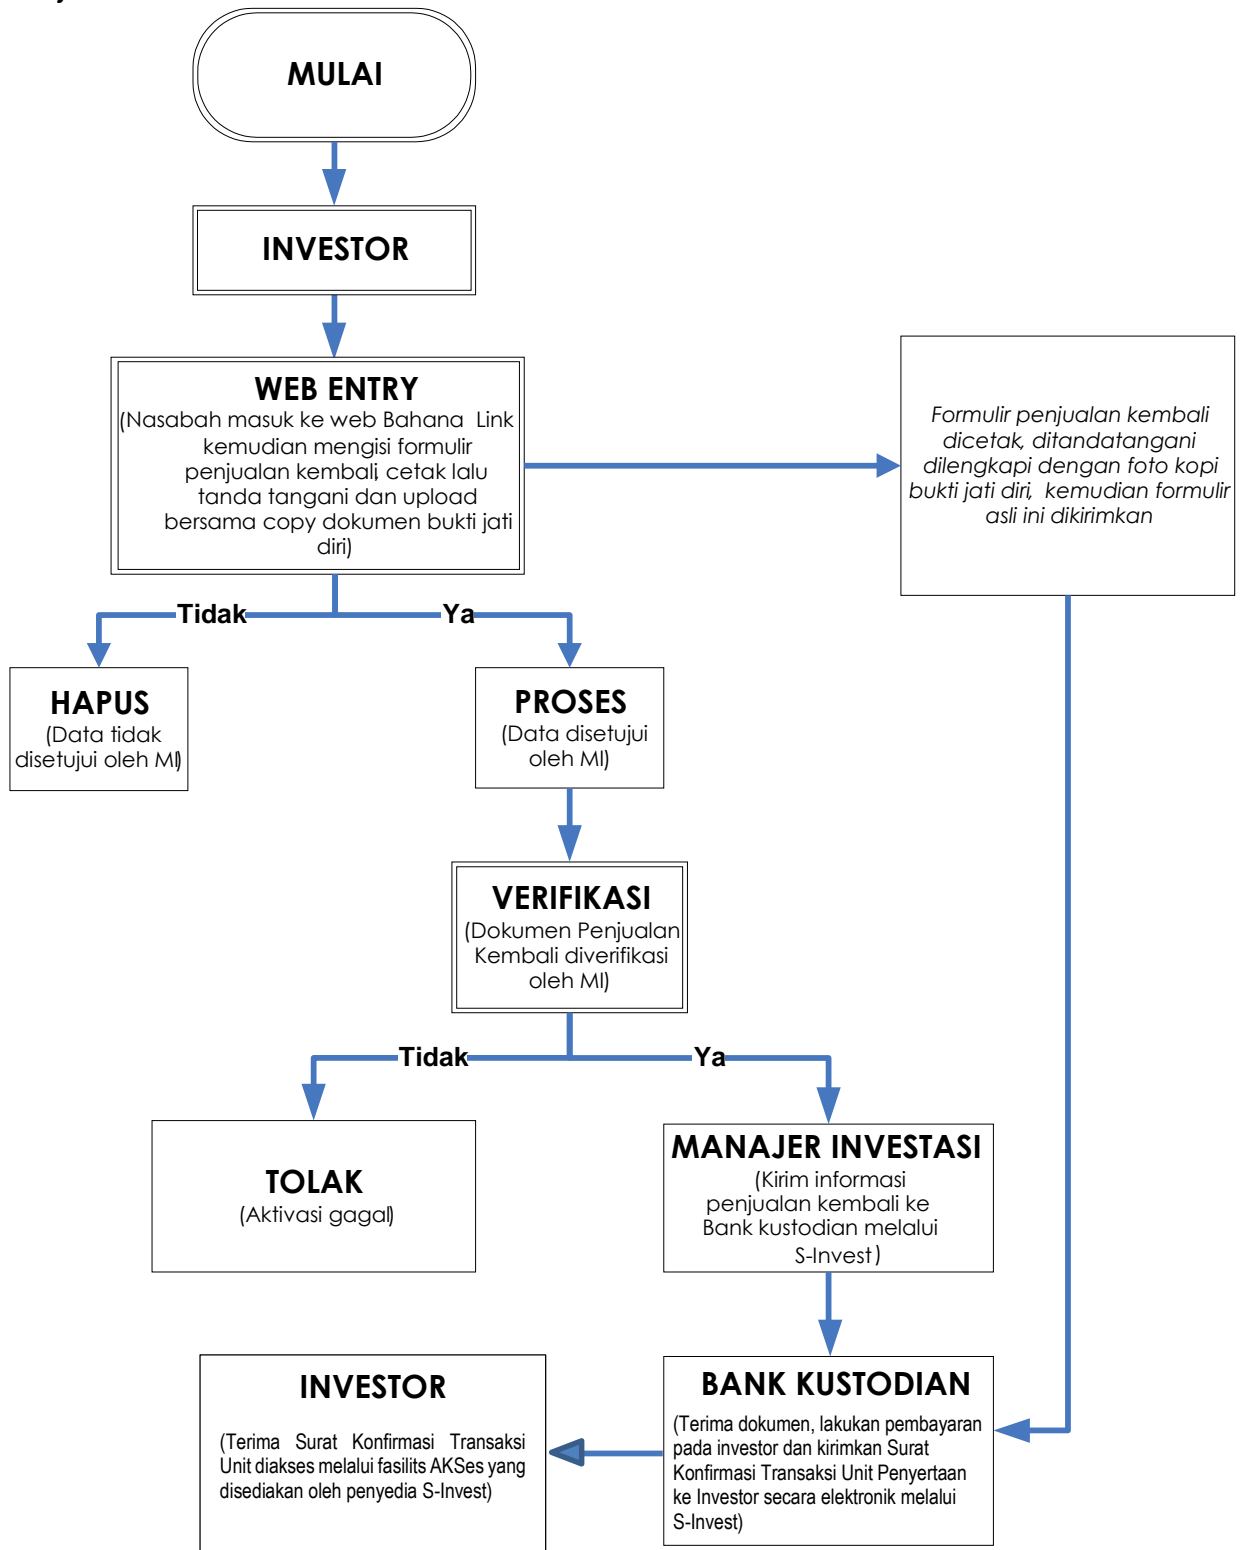 MULAI
INVESTOR
WEB ENTRY
(Nasabah masuk ke web Bahana Link
kemudian mengisi formulir
penjualan kembali, cetak lalu
tanda tangani dan upload
bersama copy dokumen bukti jati
diri)
Formulir penjualan kembali
dicetak, ditandatangani
dilengkapi dengan foto kopi
bukti jati diri, kemudian formulir
asli ini dikirimkan
Tidak
Ya
HAPUS
(Data tidak
disetujui oleh MI)
PROSES
(Data disetujui
oleh MI)
VERIFIKASI
(Dokumen Penjualan
Kembali diverifikasi
oleh MI)
Tidak
Ya
TOLAK
(Aktivasi gagal)
MANAJER INVESTASI
(Kirim informasi
penjualan kembali ke
Bank kustodian melalui
S-Invest)
INVESTOR
(Terima Surat Konfirmasi Transaksi
Unit diakses melalui fasilits AKSes yang
disediakan oleh penyedia S-Invest)
BANK KUSTODIAN
(Terima dokumen, lakukan pembayaran
pada investor dan kirimkan Surat
Konfirmasi Transaksi Unit Penyertaan
ke Investor secara elektronik melalui
S-Invest)